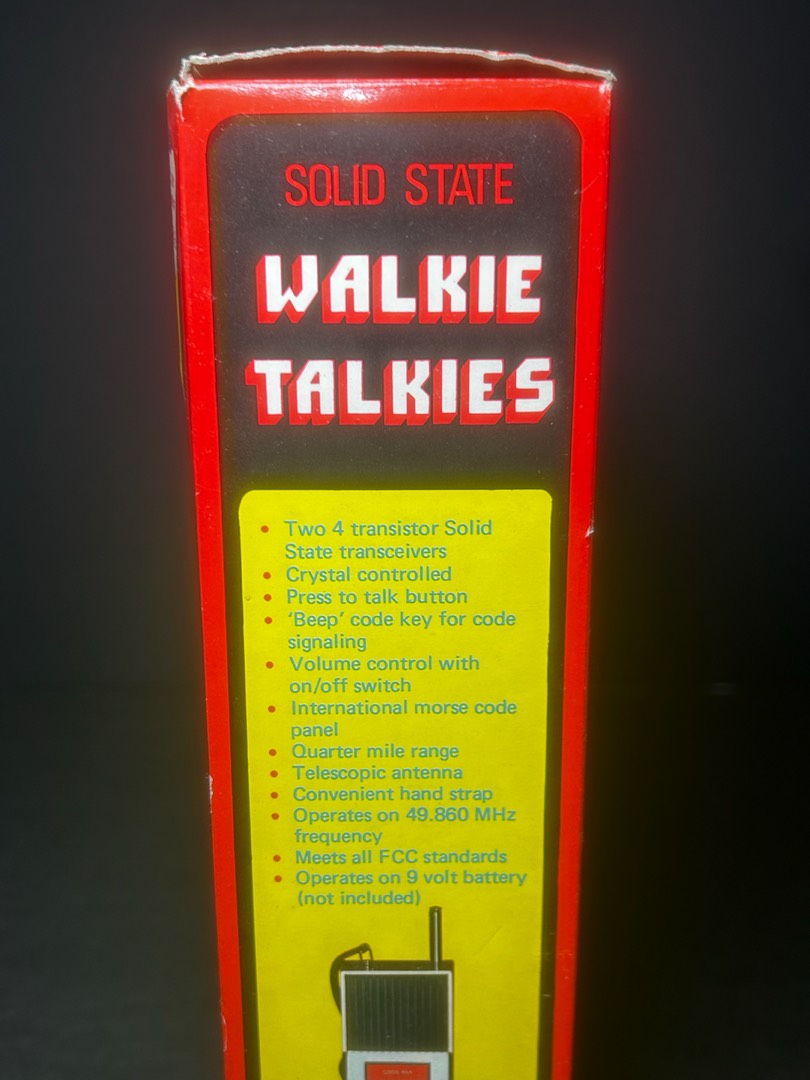 SOLID STATE
WALKIE
TALKIES
• Two 4 transistor Solid
State transceivers
• Crystal controlled
• Press to talk button
• ‘Beep’ code key for code
signaling
• Volume control with
on/off switch
• International morse code
panel
• Quarter mile range
• Telescopic antenna
• Convenient hand strap
• Operates on 49.860 MHz
frequency
• Meets all FCC standards
• Operates on 9 volt battery
(not included)